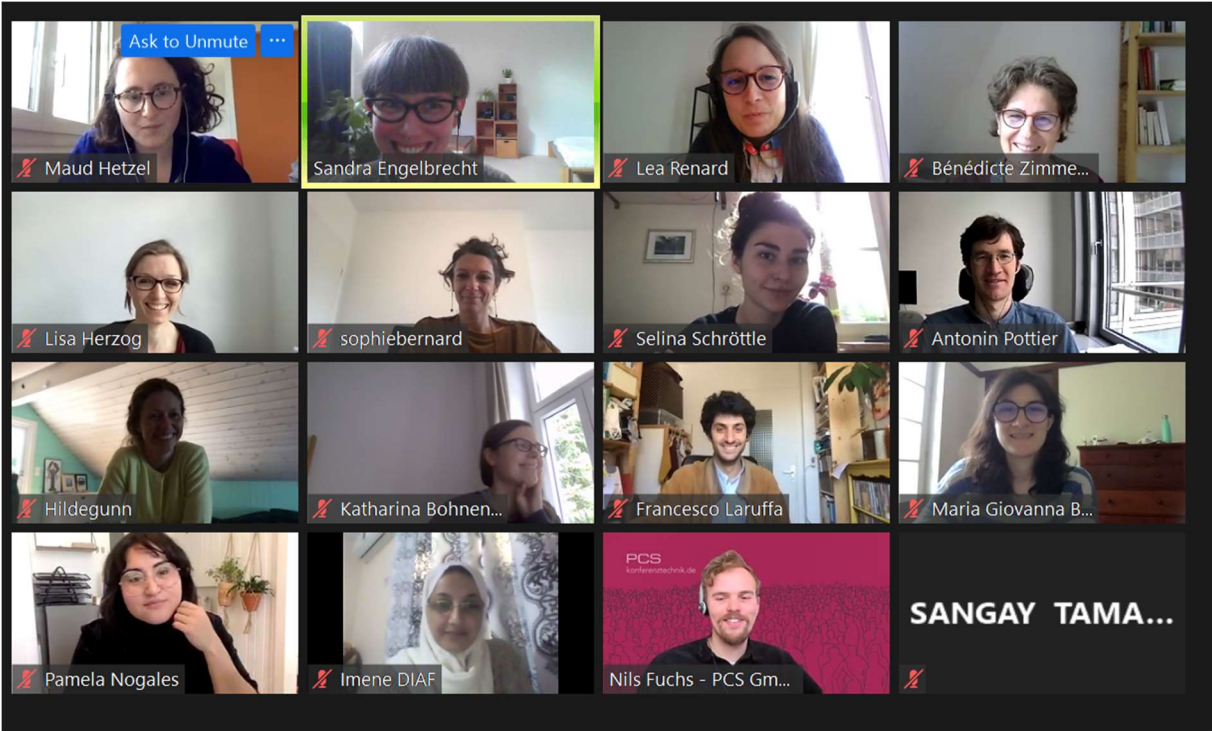 Ask to Unmute ...
Maud Hetzel
Sandra Engelbrecht
Lea Renard
Bénédicte Zimme...
Lisa Herzog
sophiebernard
Selina Schröttle
Antonin Pottier
Hildegunn
Katharina Bohnen...
Francesco Laruffa
Maria Giovanna B...
PCS
konferenztechnik.de
SANGAY TAMA...
Pamela Nogales
Imene DIAF
Nils Fuchs - PCS Gm...